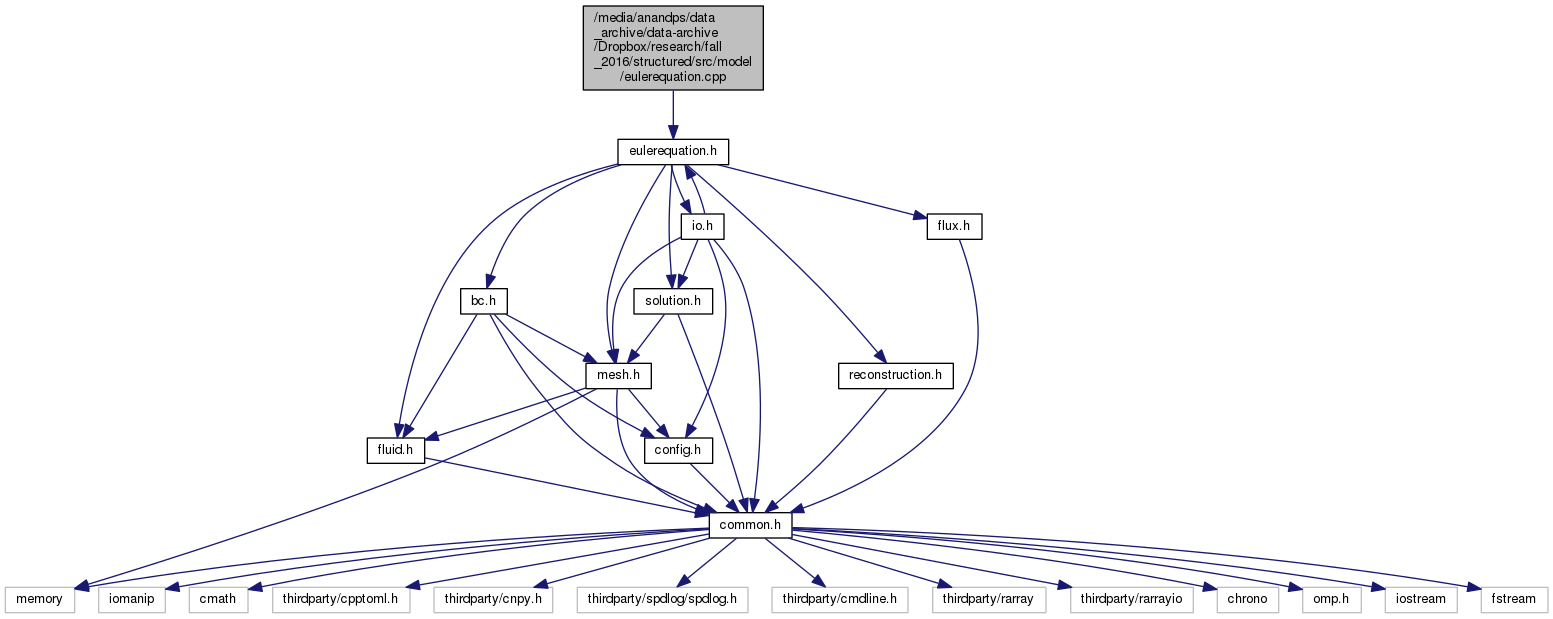 /media/anandps/data
_archive/data-archive
/Dropbox/research/fall
_2016/structured/src/model
/eulerequation.cpp
eulerequation.h
io.h
flux.h
bc.h
solution.h
mesh.h
reconstruction.h
fluid.h
config.h
common.h
memory
iomanip
cmath
thirdparty/cpptoml.h
thirdparty/cnpy.h
thirdparty/spdlog/spdlog.h
thirdparty/cmdline.h
thirdparty/rarray
thirdparty/rarrayio
chrono
omp.h
iostream
fstream